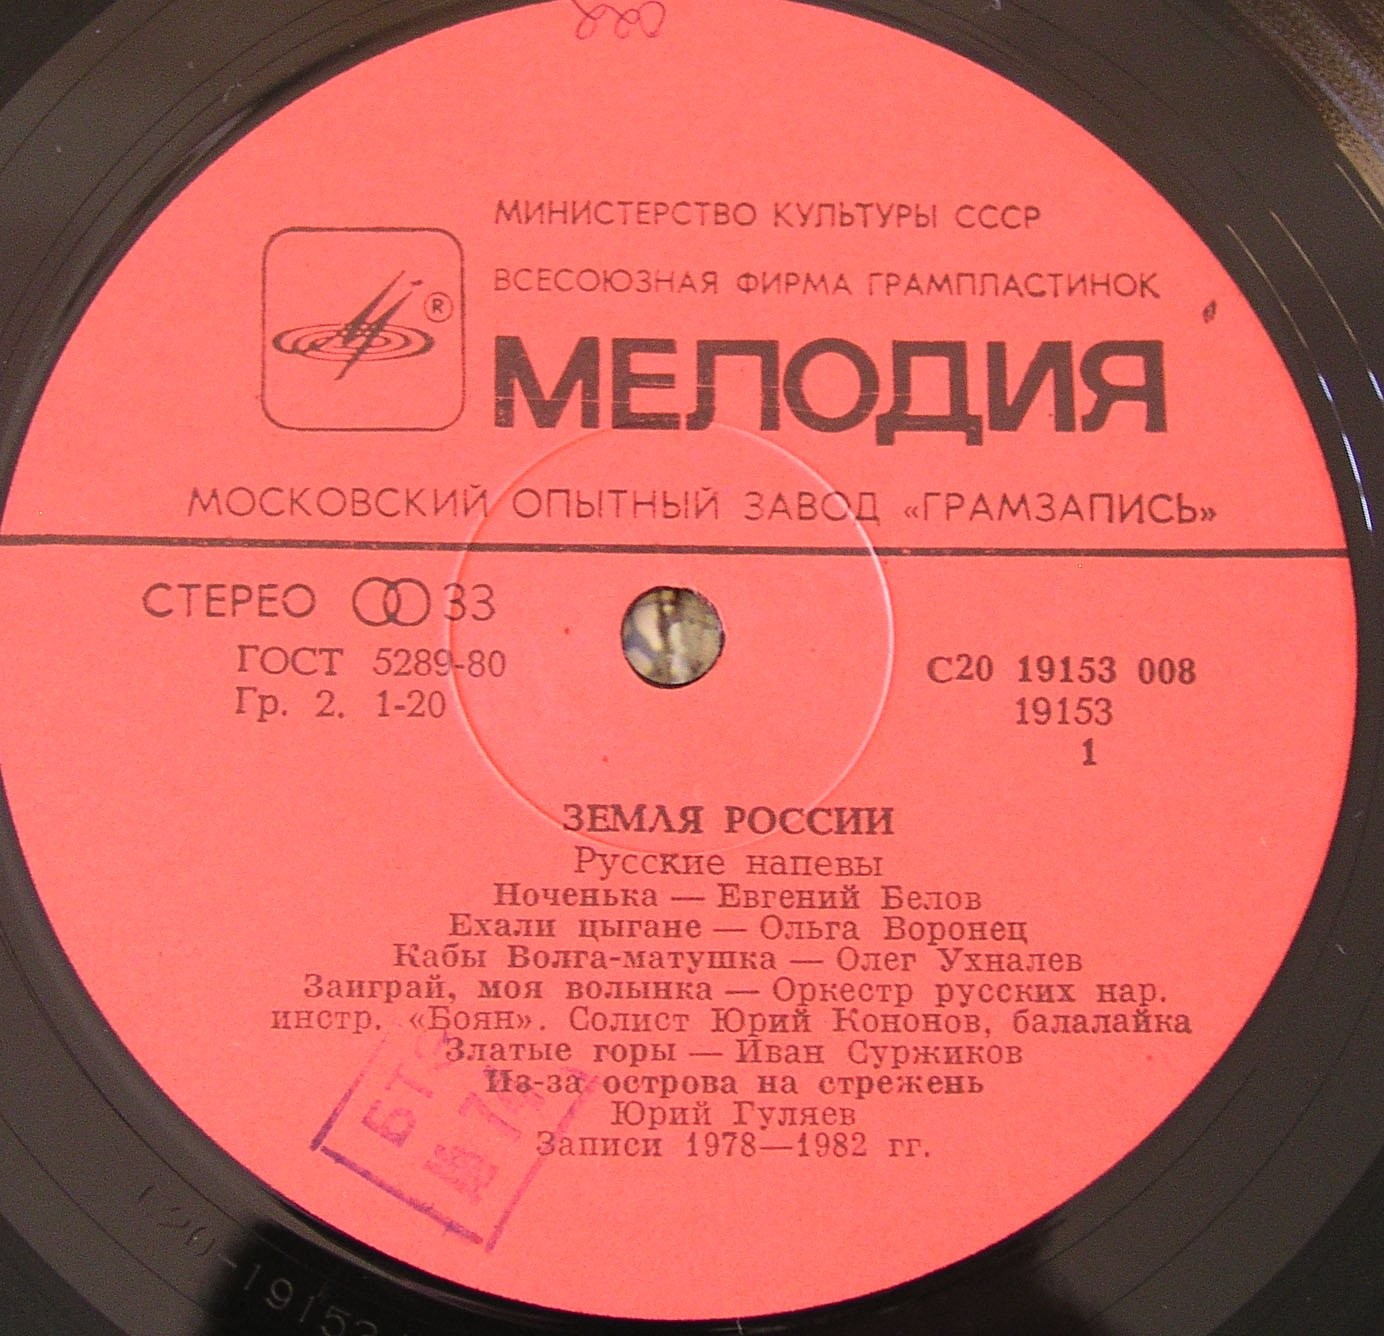 МИНИСТЕРСТВО КУЛЬТУРЫ СССР
ВСЕСОЮЗНАЯ ФИРМА ГРАМПЛАСТИНОК
®
МЕЛОДИЯ
МОСКОВСКИЙ ОПЫТНЫЙ ЗАВОД «ГРАМЗАПИСЬ»
СТЕРЕО 33
ГОСТ 5289-80
Гр. 2. 1-20
С20 19153 008
19153
1
ЗЕМЛЯ РОССИИ
Русские напевы
Ноченька — Евгений Белов
Ехали цыгане — Ольга Воронец
Кабы Волга-матушка — Олег Ухналев
Заиграй, моя волынка — Оркестр русских нар.
инстр. «Боян». Солист Юрий Кононов, балалайка
Златые горы — Иван Суржиков
Из-за острова на стрежень
Юрий Гуляев
Записи 1978—1982 гг.